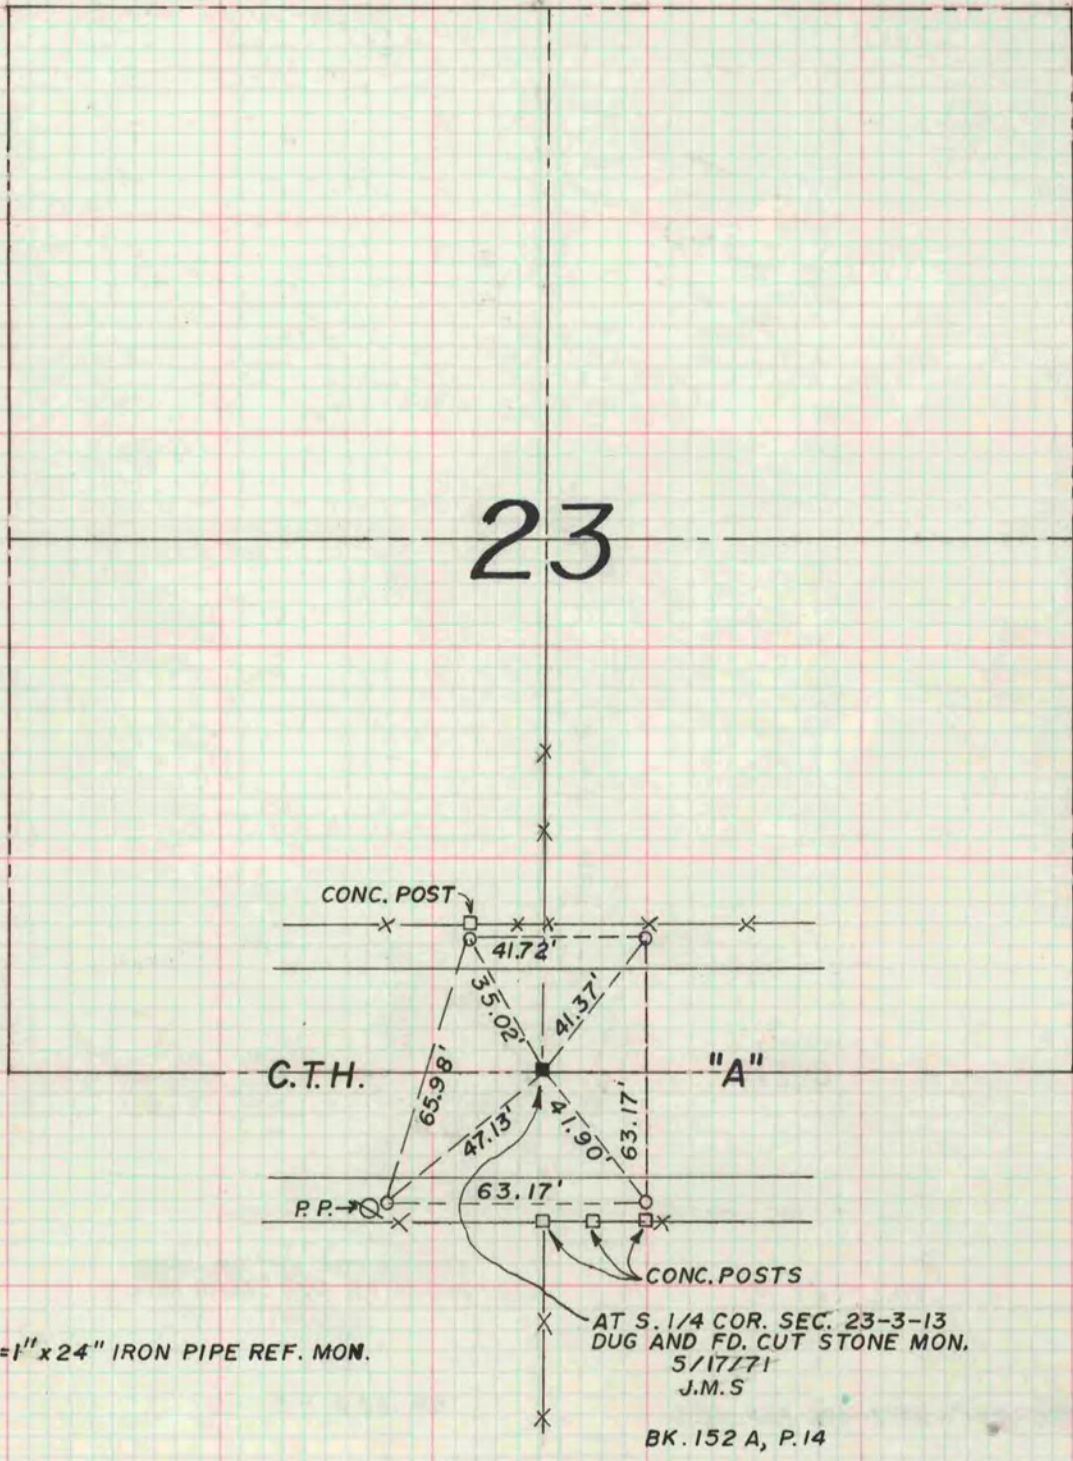 23
CONC. POST
41.72'
35.02'
41.37'
C.T.H.
"A"
65.98'
47.13'
41.90'
63.17'
63.17'
P.P.
CONC. POSTS
AT S. 1/4 COR. SEC. 23-3-13
DUG AND FD. CUT STONE MON.
5/17/71
J.M.S
=1" x 24" IRON PIPE REF. MON.
BK. 152 A, P. 14